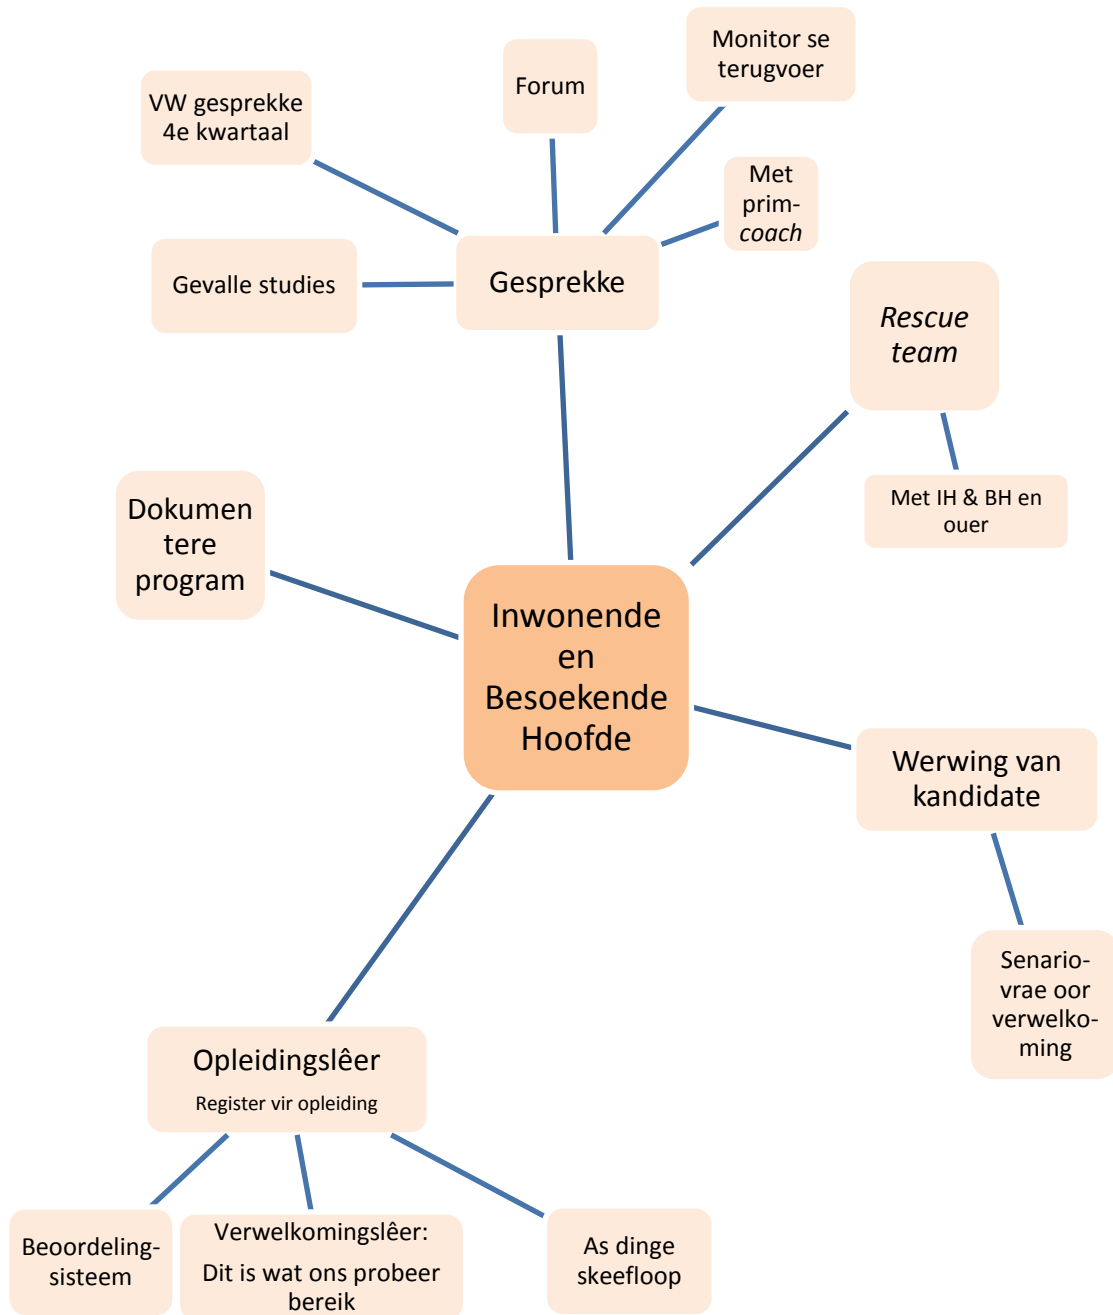 Monitor se
terugvoer
Forum
VW gesprekke
4e kwartaal
Met
prim-
coach
Gevalle studies
Gesprekke
Rescue
team
Met IH & BH en
ouer
Dokumen
tere
program
Inwonende
en
Besoekende
Hoofde
Werwing van
kandidate
Senario-
vrae oor
verwelko-
ming
Opleidingslêer
Register vir opleiding
Beoordeling-
sisteem
Verwelkomingslêer:
Dit is wat ons probeer
bereik
As dinge
skeefloop